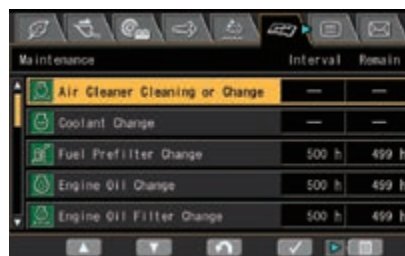 Maintenance Interval Remain
Air Cleaner Cleaning or Change — —
Coolant Change — —
Fuel Prefilter Change 500 h 499 h
Engine Oil Change 500 h 499 h
Engine Oil Filter Change 500 h 499 h